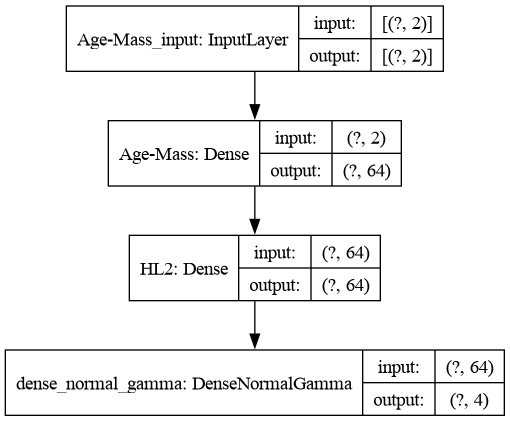 Age-Mass_input: InputLayer
input: [(?, 2)]
output: [(?, 2)]
Age-Mass: Dense
input: (?, 2)
output: (?, 64)
HL2: Dense
input: (?, 64)
output: (?, 64)
dense_normal_gamma: DenseNormalGamma
input: (?, 64)
output: (?, 4)